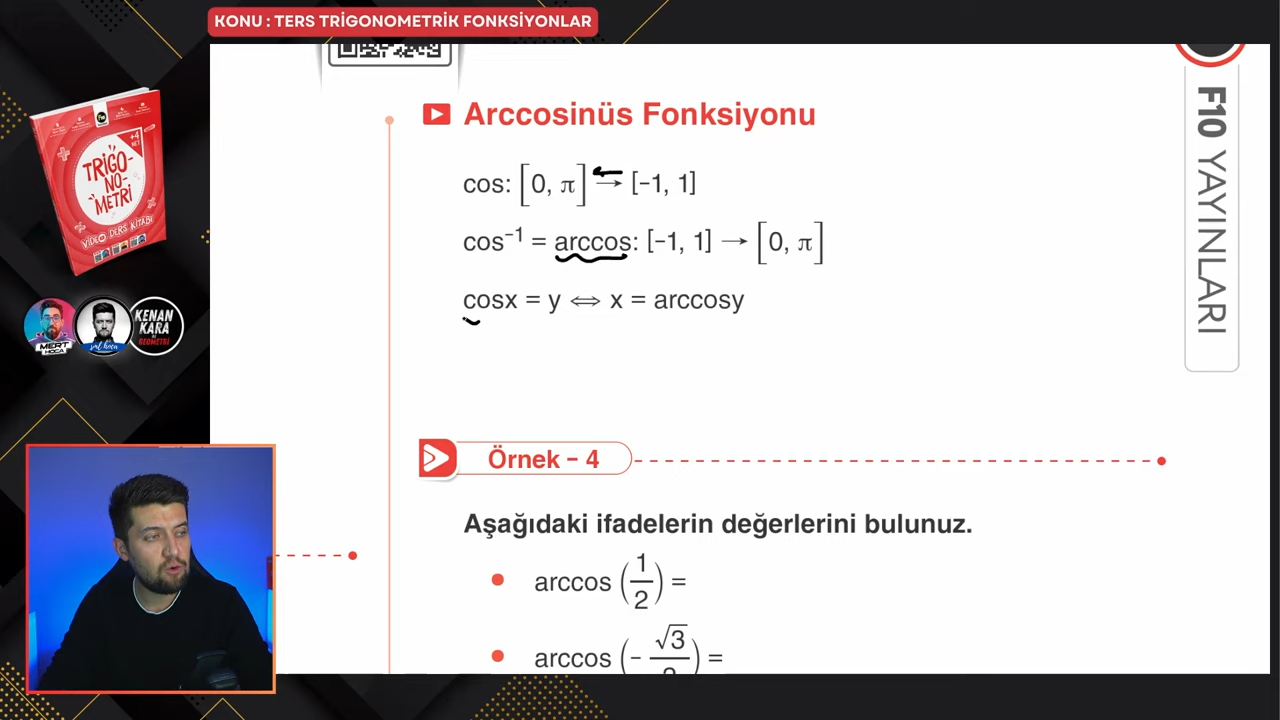 KONU : TERS TRİGONOMETRİK FONKSİYONLAR
+4 NET
TRİGO-
NO-
METRİ
VİDEO DERS KİTABI
MERT HOCA
KENAN
KARA
GEOMETRİ
F10 YAYINLARI
Arccosinüs Fonksiyonu
cos: [0, π] → [−1, 1]
cos⁻¹ = arccos: [−1, 1] → [0, π]
cosx = y ⇔ x = arccosy
Örnek − 4
Aşağıdaki ifadelerin değerlerini bulunuz.
• arccos (1/2) =
• arccos (− √3/2) =